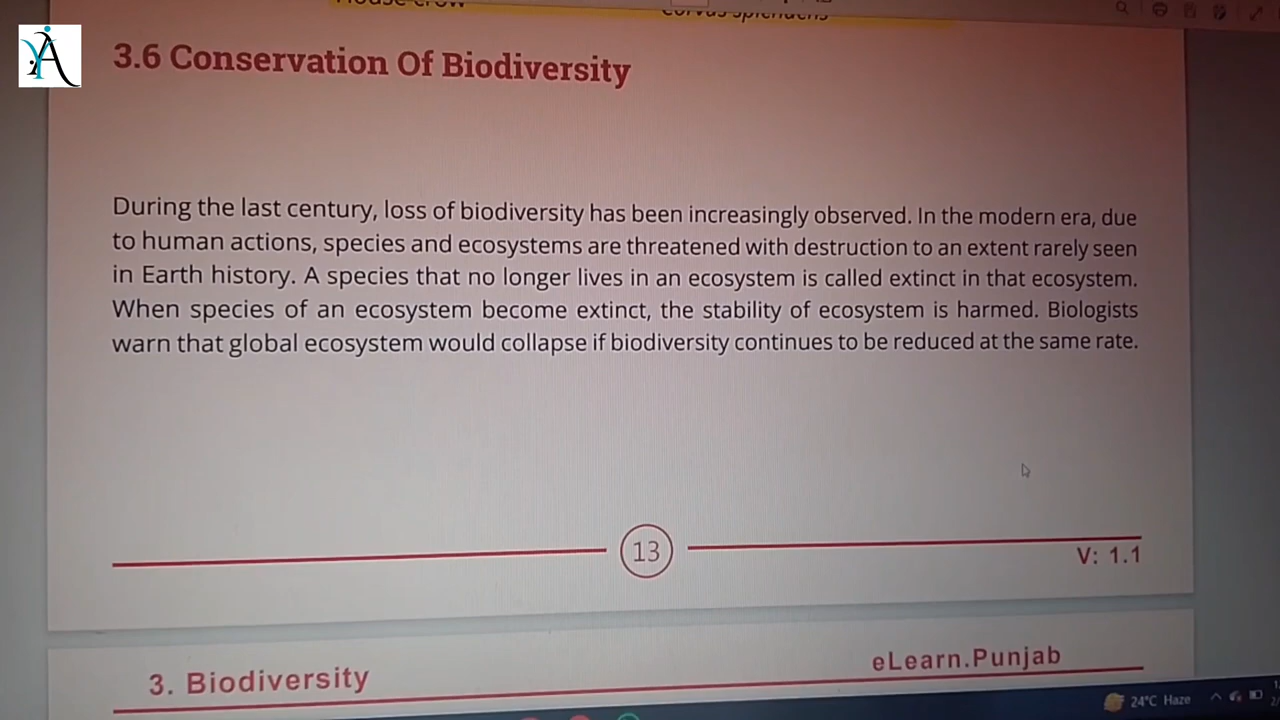 House crow
Corvus splendens
3.6 Conservation Of Biodiversity
During the last century, loss of biodiversity has been increasingly observed. In the modern era, due
to human actions, species and ecosystems are threatened with destruction to an extent rarely seen
in Earth history. A species that no longer lives in an ecosystem is called extinct in that ecosystem.
When species of an ecosystem become extinct, the stability of ecosystem is harmed. Biologists
warn that global ecosystem would collapse if biodiversity continues to be reduced at the same rate.
13
V: 1.1
3. Biodiversity
eLearn.Punjab
24°C Haze